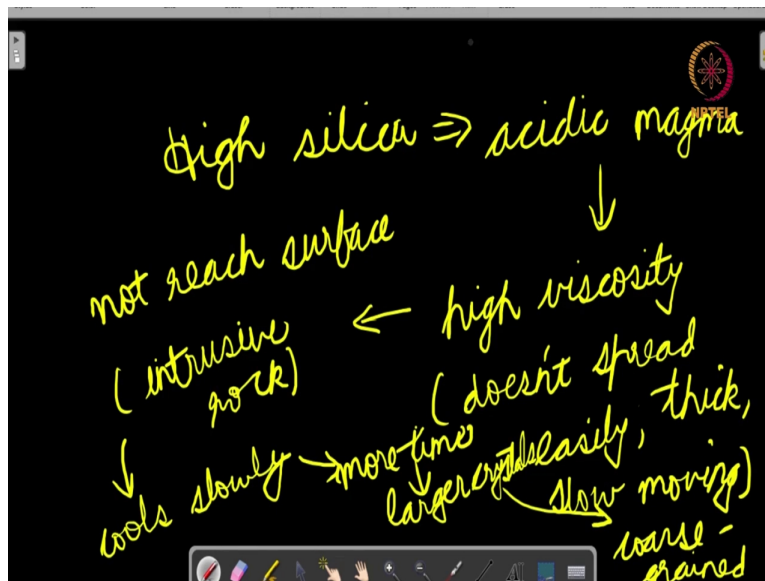 NPTEL
High silica ⇒ acidic magma
↓
not reach surface ← high viscosity
(intrusive rock)
(doesn't spread easily, thick, slow moving)
↓
cools slowly → more time
↓
larger crystals → coarse-grained